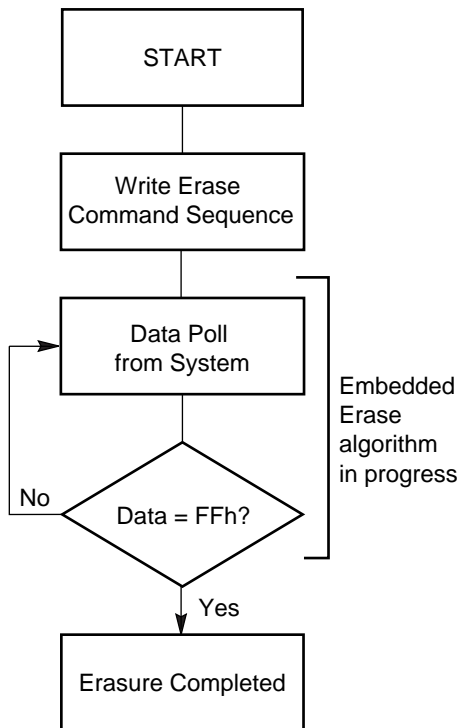 START
Write Erase
Command Sequence
Data Poll
from System
Embedded
Erase
algorithm
in progress
No
Data = FFh?
Yes
Erasure Completed